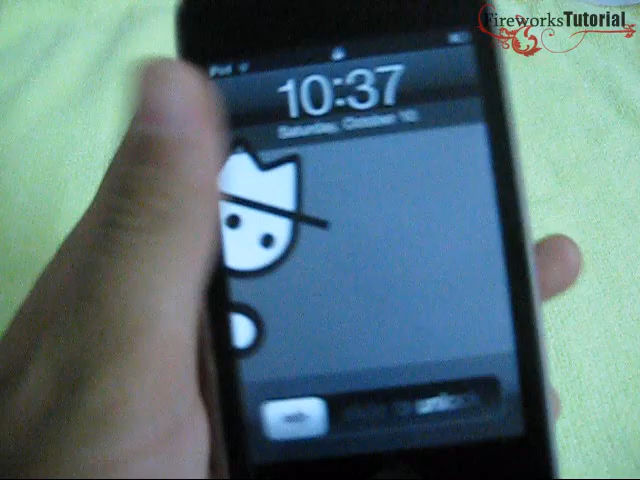 FireworksTutorial
iPod
10:37
Saturday, October 10
slide to unlock